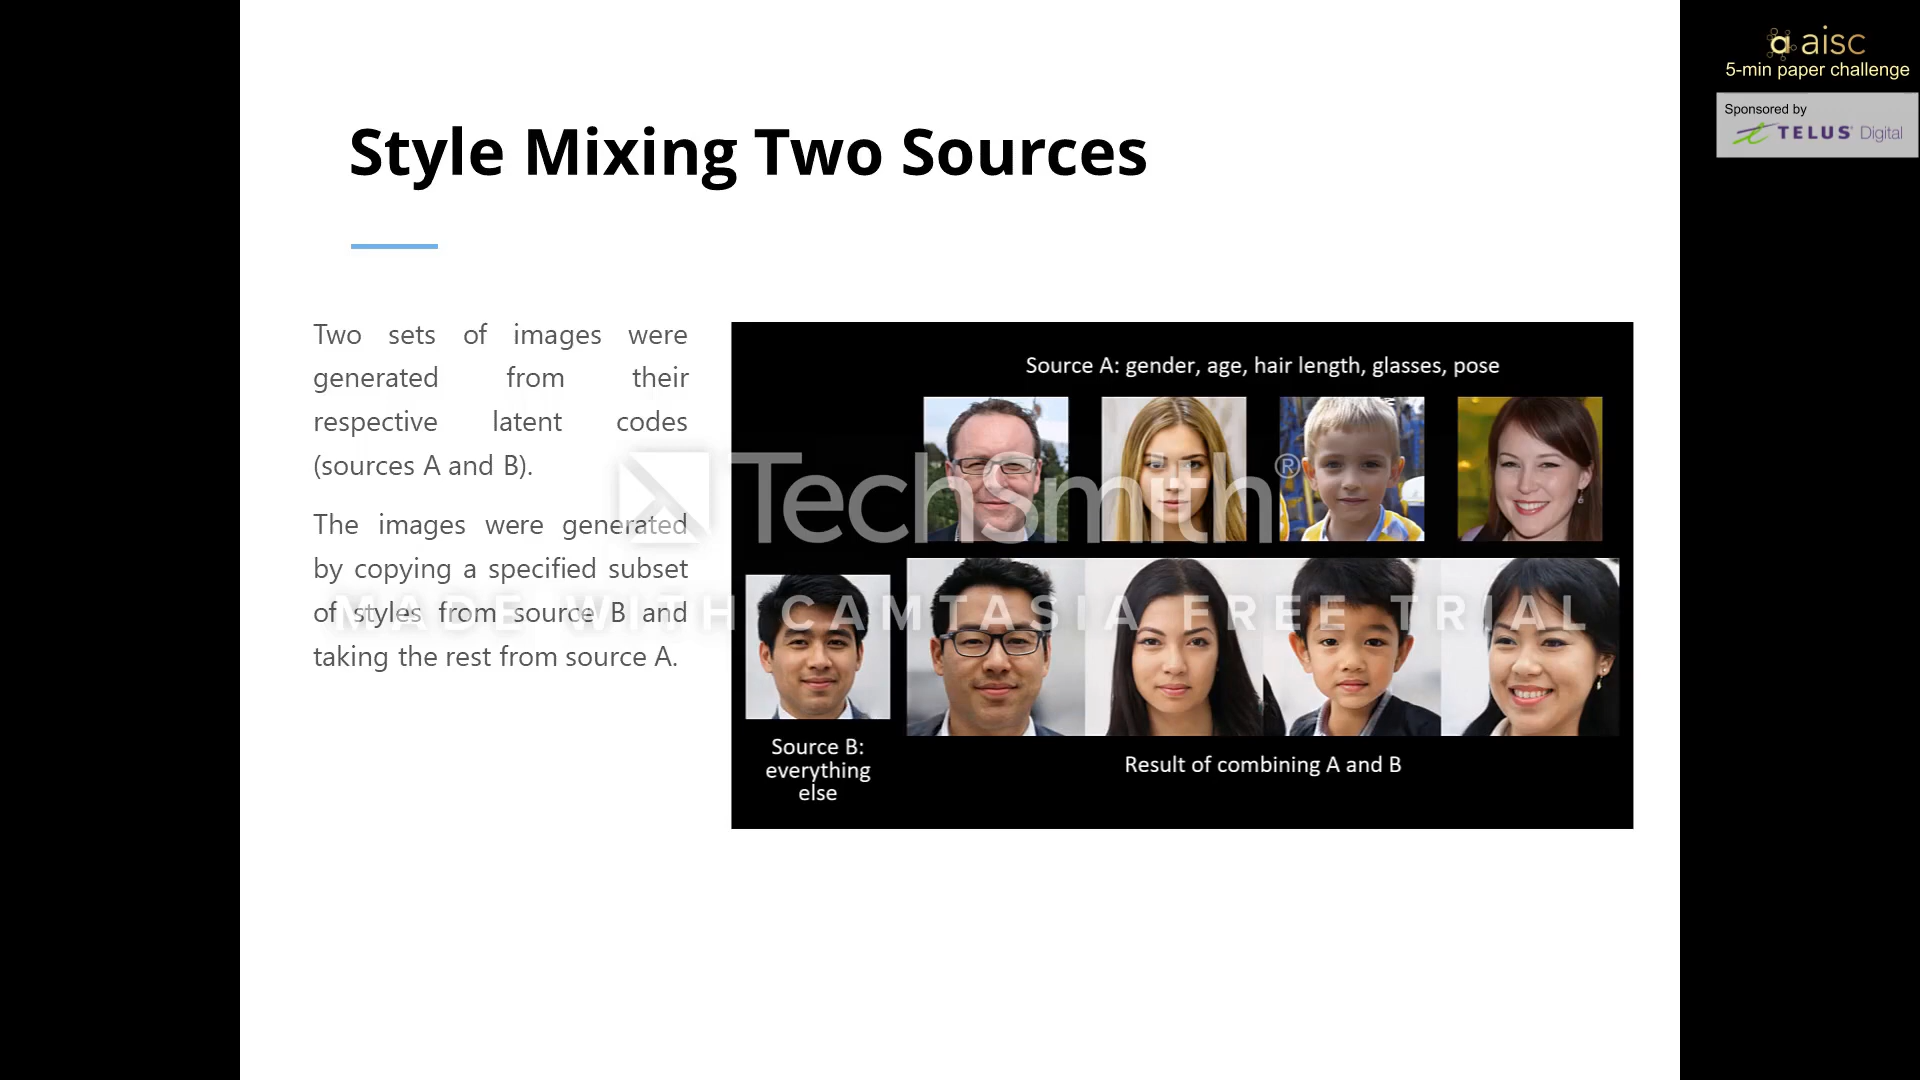 aisc
5-min paper challenge
Sponsored by
TELUS® Digital
Style Mixing Two Sources
Two sets of images were
generated from their
respective latent codes
(sources A and B).
The images were generated
by copying a specified subset
of styles from source B and
taking the rest from source A.
Source A: gender, age, hair length, glasses, pose
Source B:
everything
else
Result of combining A and B
TechSmith®
MADE WITH CAMTASIA FREE TRIAL